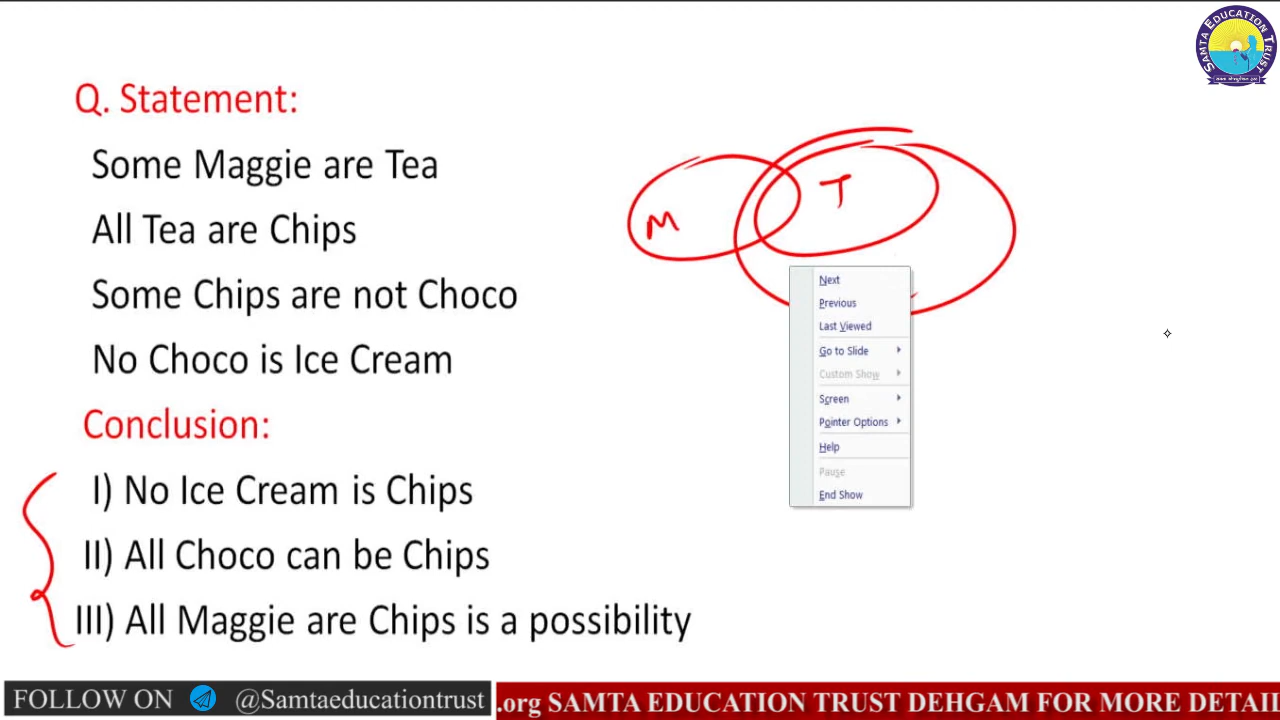 SAMTA EDUCATION TRUST
Q. Statement:
Some Maggie are Tea
All Tea are Chips
Some Chips are not Choco
No Choco is Ice Cream
Conclusion:
I) No Ice Cream is Chips
II) All Choco can be Chips
III) All Maggie are Chips is a possibility
M
T
Next
Previous
Last Viewed
Go to Slide
Custom Show
Screen
Pointer Options
Help
Pause
End Show
FOLLOW ON @Samtaeducationtrust
.org SAMTA EDUCATION TRUST DEHGAM FOR MORE DETAIL